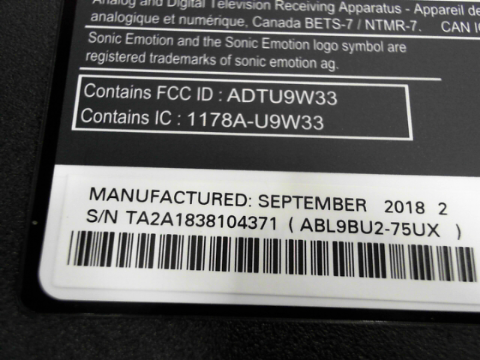 Analog and Digital Television Receiving Apparatus - Appareil de
analogique et numérique, Canada BETS-7 / NTMR-7. CAN IC
Sonic Emotion and the Sonic Emotion logo symbol are
registered trademarks of sonic emotion ag.
Contains FCC ID : ADTU9W33
Contains IC : 1178A-U9W33
MANUFACTURED: SEPTEMBER 2018 2
S/N TA2A1838104371 ( ABL9BU2-75UX )